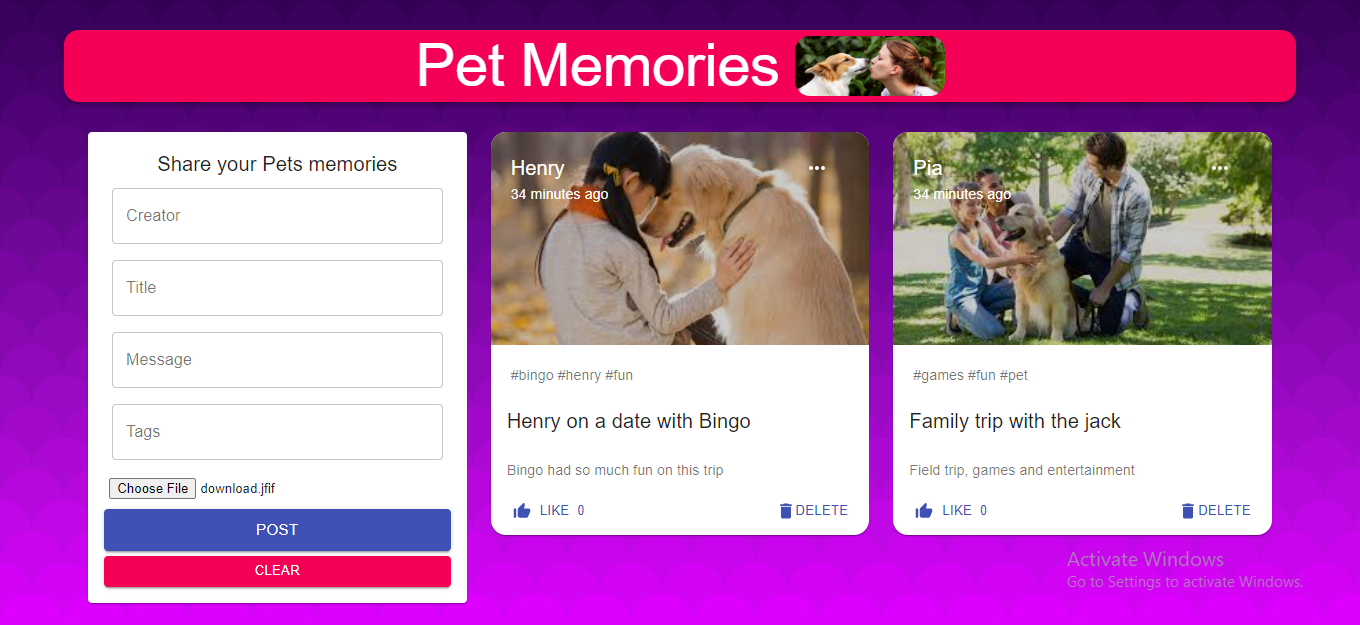 Pet Memories
Share your Pets memories
Creator
Title
Message
Tags
Choose File download.jfif
POST
CLEAR
Henry
34 minutes ago
#bingo #henry #fun
Henry on a date with Bingo
Bingo had so much fun on this trip
LIKE 0 DELETE
Pia
34 minutes ago
#games #fun #pet
Family trip with the jack
Field trip, games and entertainment
LIKE 0 DELETE
Activate Windows
Go to Settings to activate Windows.